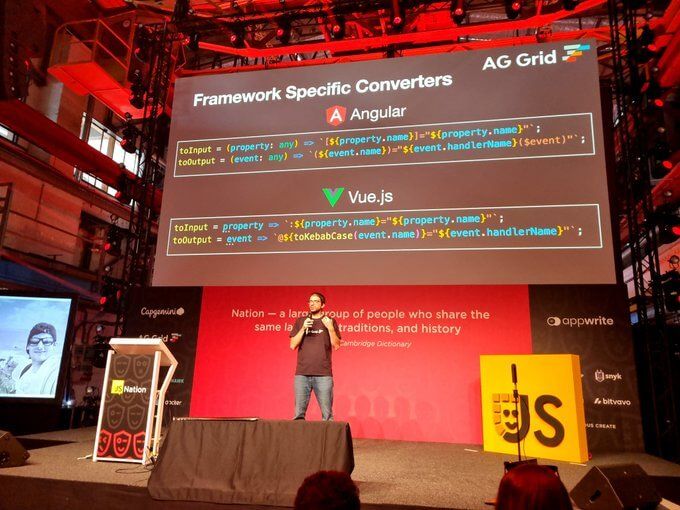 AG Grid
Framework Specific Converters
Angular
toInput = (property: any) => `[${property.name}]="${property.name}"`;
toOutput = (event: any) => `(${event.name})="${event.handlerName}($event)"`;
Vue.js
toInput = property => `:${property.name}="${property.name}"`;
toOutput = event => `@${toKebabCase(event.name)}="${event.handlerName}"`;
Capgemini
AG Grid
Nation — a large group of people who share the
same la traditions, and history
Cambridge Dictionary
appwrite
snyk
bitvavo
US CREATE
JS Nation
JS